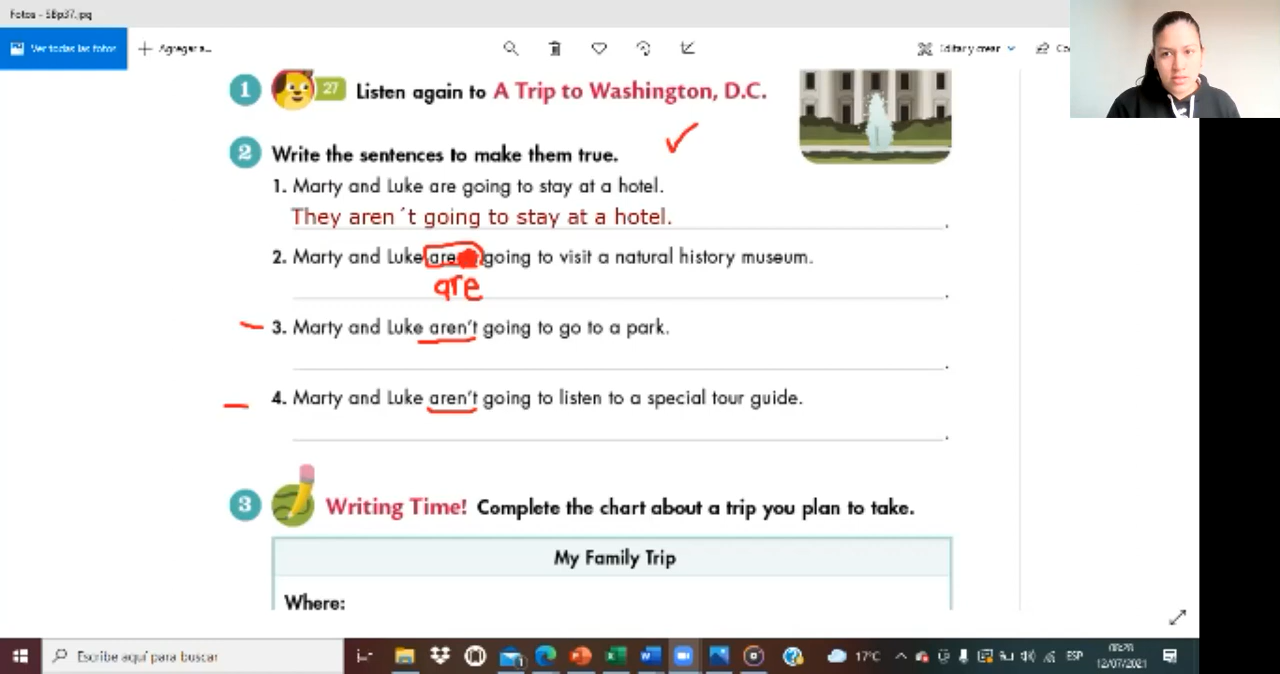 Fotos - SBp37.jpg
Ver todas las fotos
Agregar a...
Editar y crear
Co
1
27
Listen again to A Trip to Washington, D.C.
2 Write the sentences to make them true.
1. Marty and Luke are going to stay at a hotel.
They aren´t going to stay at a hotel.
2. Marty and Luke are going to visit a natural history museum.
are
3. Marty and Luke aren't going to go to a park.
4. Marty and Luke aren't going to listen to a special tour guide.
3 Writing Time! Complete the chart about a trip you plan to take.
My Family Trip
Where:
Escribe aquí para buscar
17°C
ESP
08:28
12/07/2021